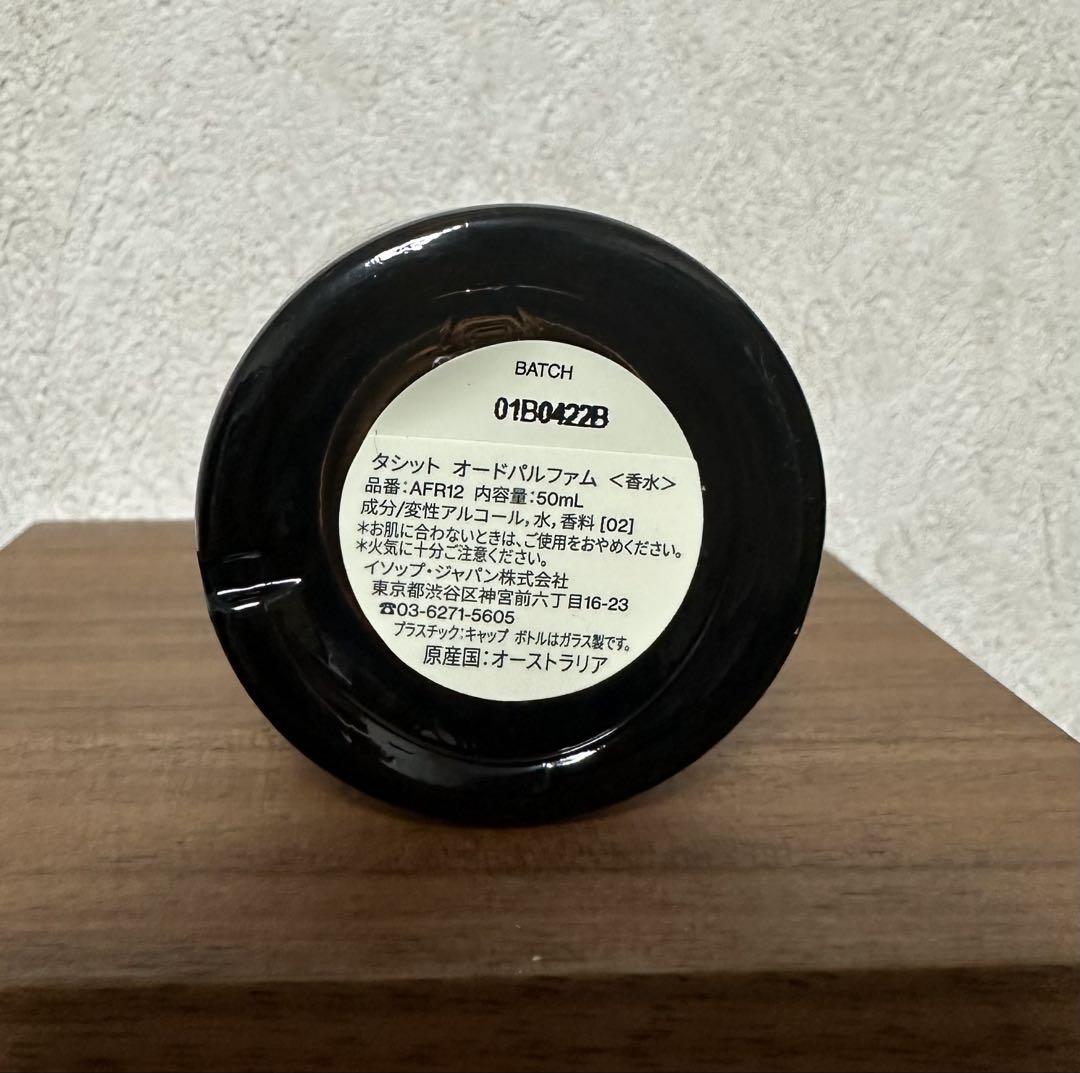 BATCH
01B0422B
タシット オードパルファム <香水>
品番:AFR12 内容量:50mL
成分/変性アルコール,水,香料 [02]
*お肌に合わないときは、ご使用をおやめください。
*火気に十分ご注意ください。
イソップ・ジャパン株式会社
東京都渋谷区神宮前六丁目16-23
☎03-6271-5605
プラスチック:キャップ ボトルはガラス製です。
原産国:オーストラリア